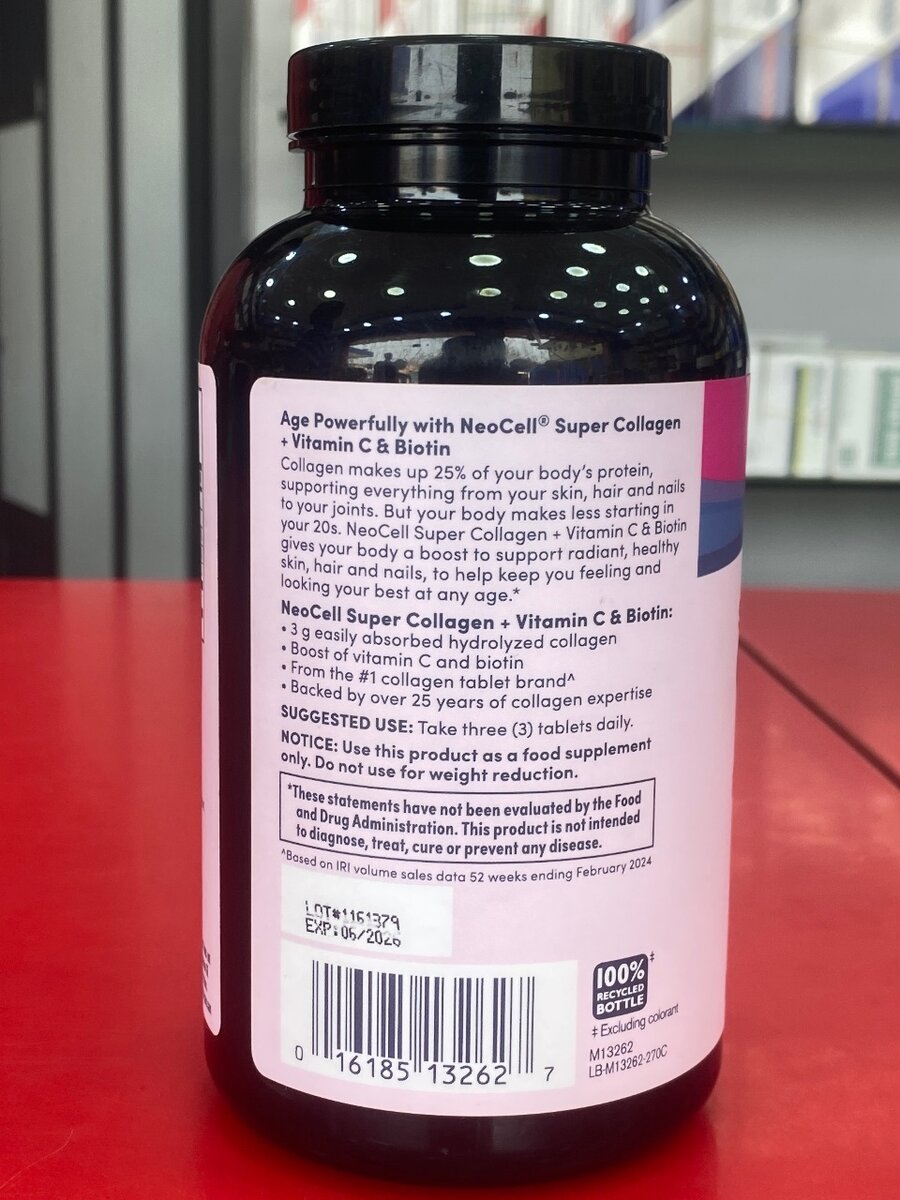 Age Powerfully with NeoCell® Super Collagen
+ Vitamin C & Biotin
Collagen makes up 25% of your body's protein,
supporting everything from your skin, hair and nails
to your joints. But your body makes less starting in
your 20s. NeoCell Super Collagen + Vitamin C & Biotin
gives your body a boost to support radiant, healthy
skin, hair and nails, to help keep you feeling and
looking your best at any age.*
NeoCell Super Collagen + Vitamin C & Biotin:
• 3 g easily absorbed hydrolyzed collagen
• Boost of vitamin C and biotin
• From the #1 collagen tablet brand^
• Backed by over 25 years of collagen expertise
SUGGESTED USE: Take three (3) tablets daily.
NOTICE: Use this product as a food supplement
only. Do not use for weight reduction.
*These statements have not been evaluated by the Food
and Drug Administration. This product is not intended
to diagnose, treat, cure or prevent any disease.
^Based on IRI volume sales data 52 weeks ending February 2024
LOT#1161379
EXP:06/2026
0 16185 13262 7
100%‡
RECYCLED
BOTTLE
‡ Excluding colorant
M13262
LB-M13262-270C